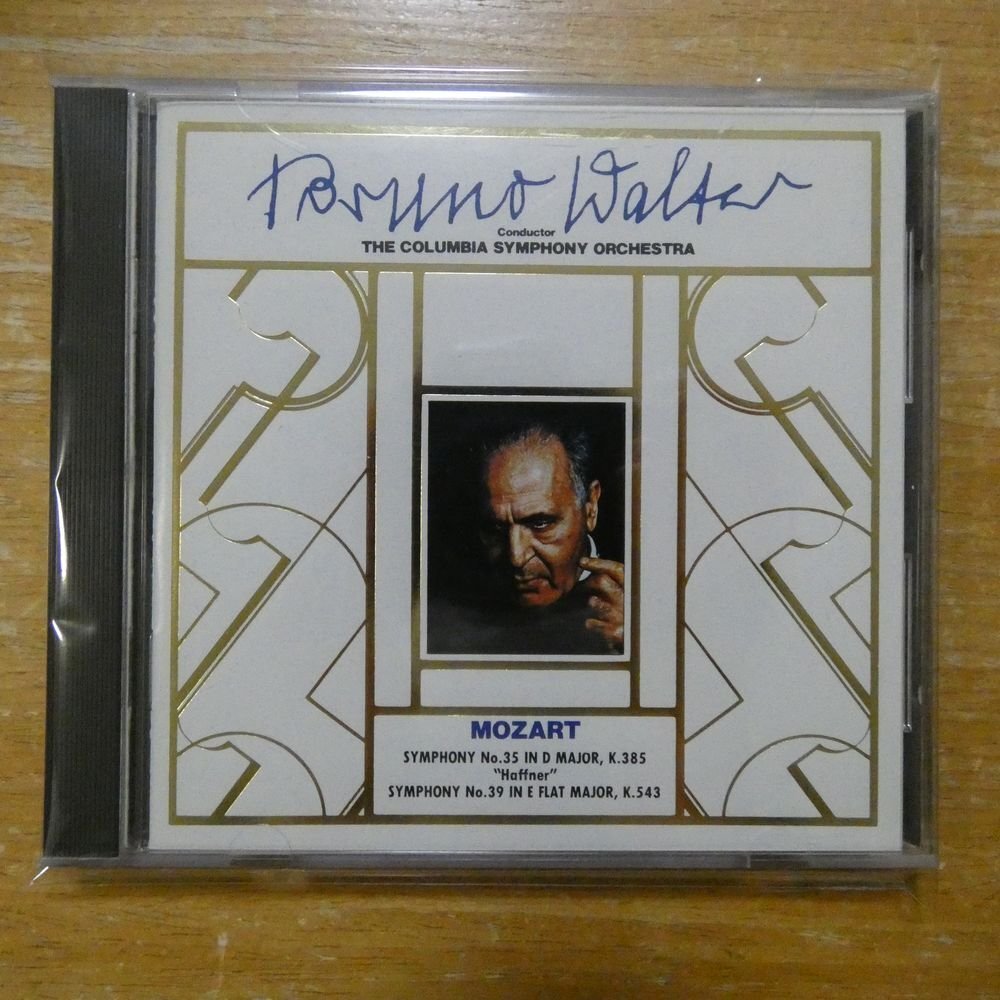 Bruno Walter
Conductor
THE COLUMBIA SYMPHONY ORCHESTRA
MOZART
SYMPHONY No.35 IN D MAJOR, K.385
"Haffner"
SYMPHONY No.39 IN E FLAT MAJOR, K.543